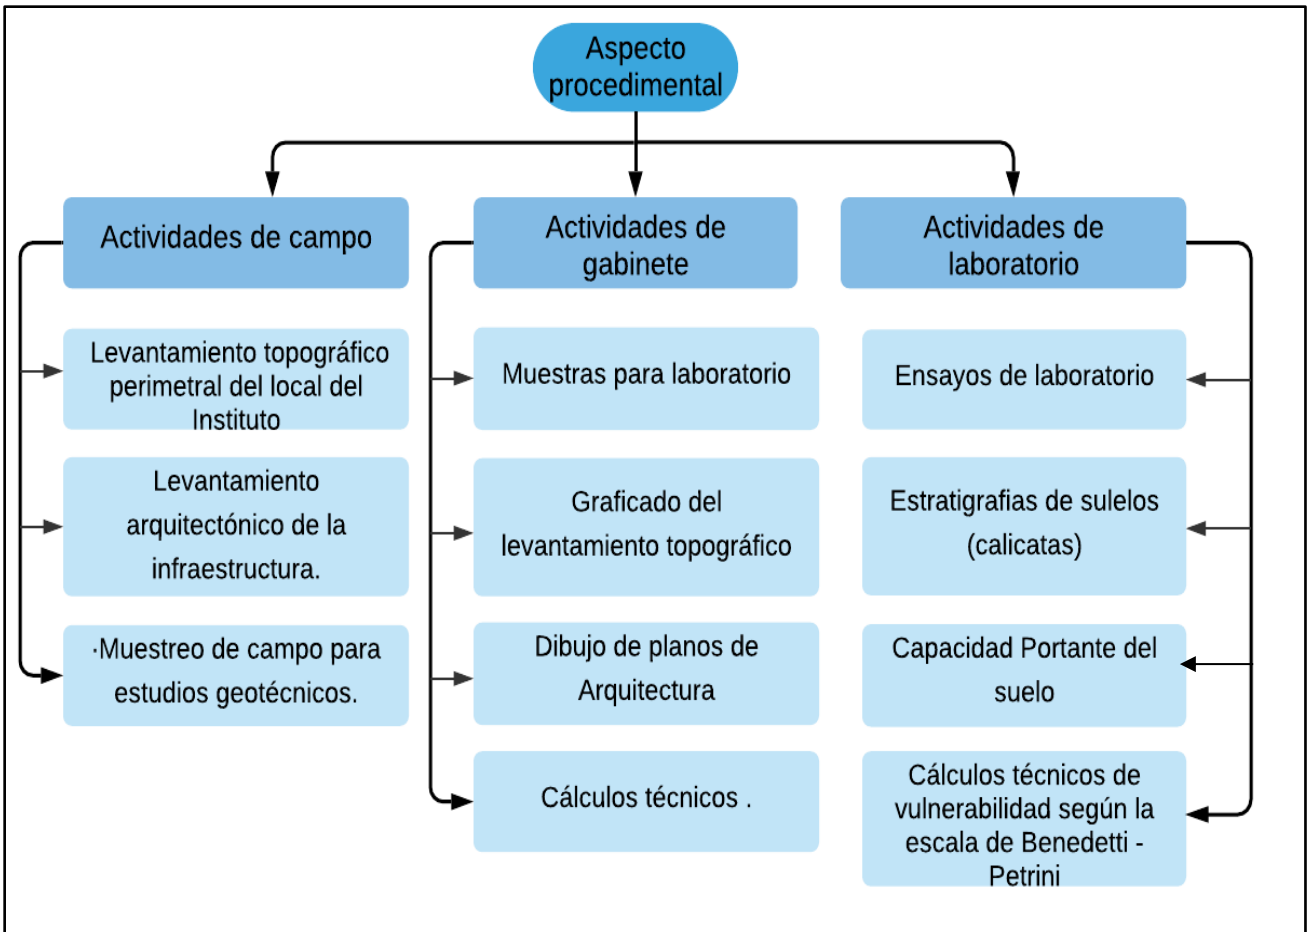 Aspecto
procedimental
Actividades de campo
Levantamiento topográfico
perimetral del local del
Instituto
Levantamiento
arquitectónico de la
infraestructura.
·Muestreo de campo para
estudios geotécnicos.
Actividades de
gabinete
Muestras para laboratorio
Graficado del
levantamiento topográfico
Dibujo de planos de
Arquitectura
Cálculos técnicos .
Actividades de
laboratorio
Ensayos de laboratorio
Estratigrafias de sulelos
(calicatas)
Capacidad Portante del
suelo
Cálculos técnicos de
vulnerabilidad según la
escala de Benedetti -
Petrini